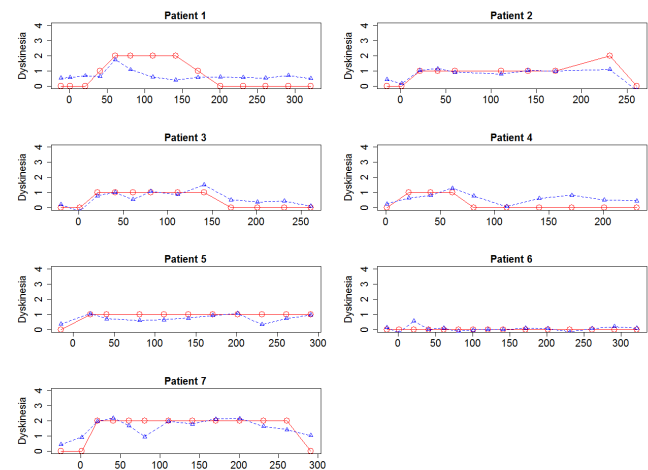 Patient 1
Dyskinesia
0 1 2 3 4
0 50 100 150 200 250 300
Patient 2
Dyskinesia
0 1 2 3 4
0 50 100 150 200 250
Patient 3
Dyskinesia
0 1 2 3 4
0 50 100 150 200 250
Patient 4
Dyskinesia
0 1 2 3 4
0 50 100 150 200
Patient 5
Dyskinesia
0 1 2 3 4
0 50 100 150 200 250 300
Patient 6
Dyskinesia
0 1 2 3 4
0 50 100 150 200 250 300
Patient 7
Dyskinesia
0 1 2 3 4
0 50 100 150 200 250 300